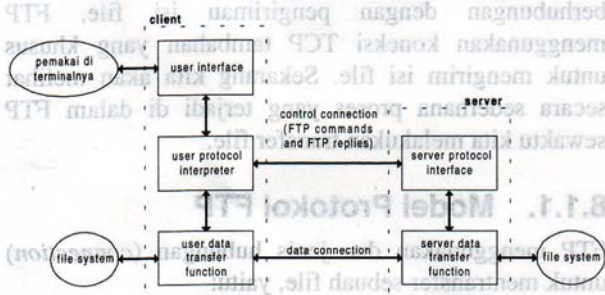 berhubungan dengan pengiriman isi file, FTP
client
menggunakan koneksi TCP tambahan yang khusus
pemakai di
terminalnya
user interface
untuk mengirim isi file. Sekarang kita akan melihat
server
secara sederhana proses yang terjadi di dalam FTP
control connection
(FTP commands
and FTP replies)
sewaktu kita melakukan transfer file.
user protocol
interpreter
server protocol
interface
8.1.1. Model Protokol FTP
FTP menggunakan dua jenis hubungan (connection)
file system
user data
transfer
function
data connection
server data
transfer
function
file system
untuk mentransfer sebuah file, yaitu: